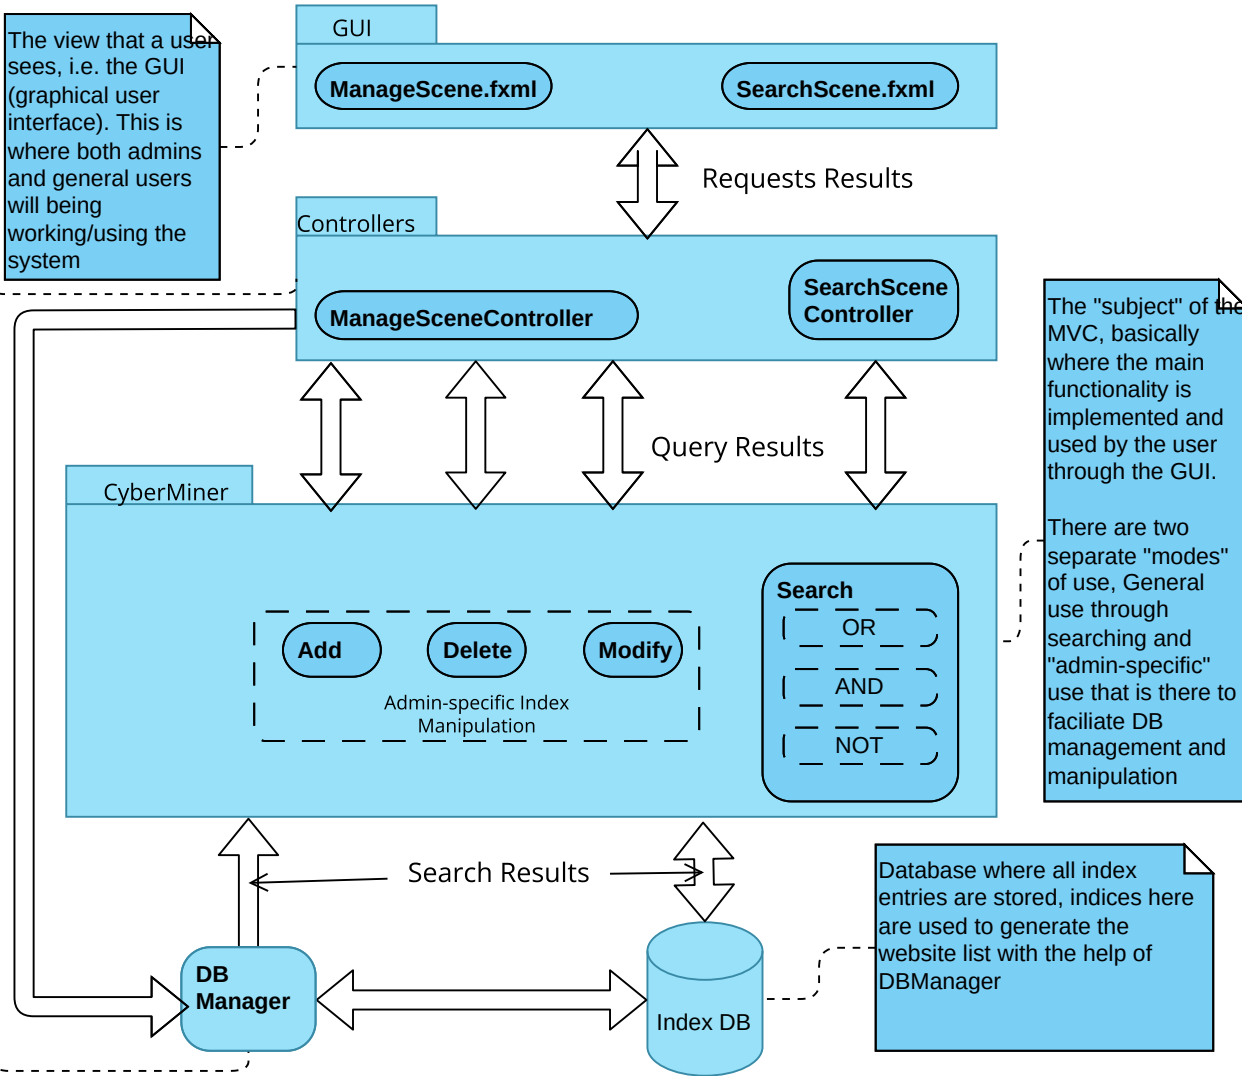 The view that a user
sees, i.e. the GUI
(graphical user
interface). This is
where both admins
and general users
will being
working/using the
system
GUI
ManageScene.fxml
SearchScene.fxml
Requests Results
Controllers
ManageSceneController
SearchScene
Controller
Query Results
The "subject" of the
MVC, basically
where the main
functionality is
implemented and
used by the user
through the GUI.
There are two
separate "modes"
of use, General
use through
searching and
"admin-specific"
use that is there to
faciliate DB
management and
manipulation
CyberMiner
Add
Delete
Modify
Admin-specific Index
Manipulation
Search
OR
AND
NOT
Search Results
DB
Manager
Index DB
Database where all index
entries are stored, indices here
are used to generate the
website list with the help of
DBManager